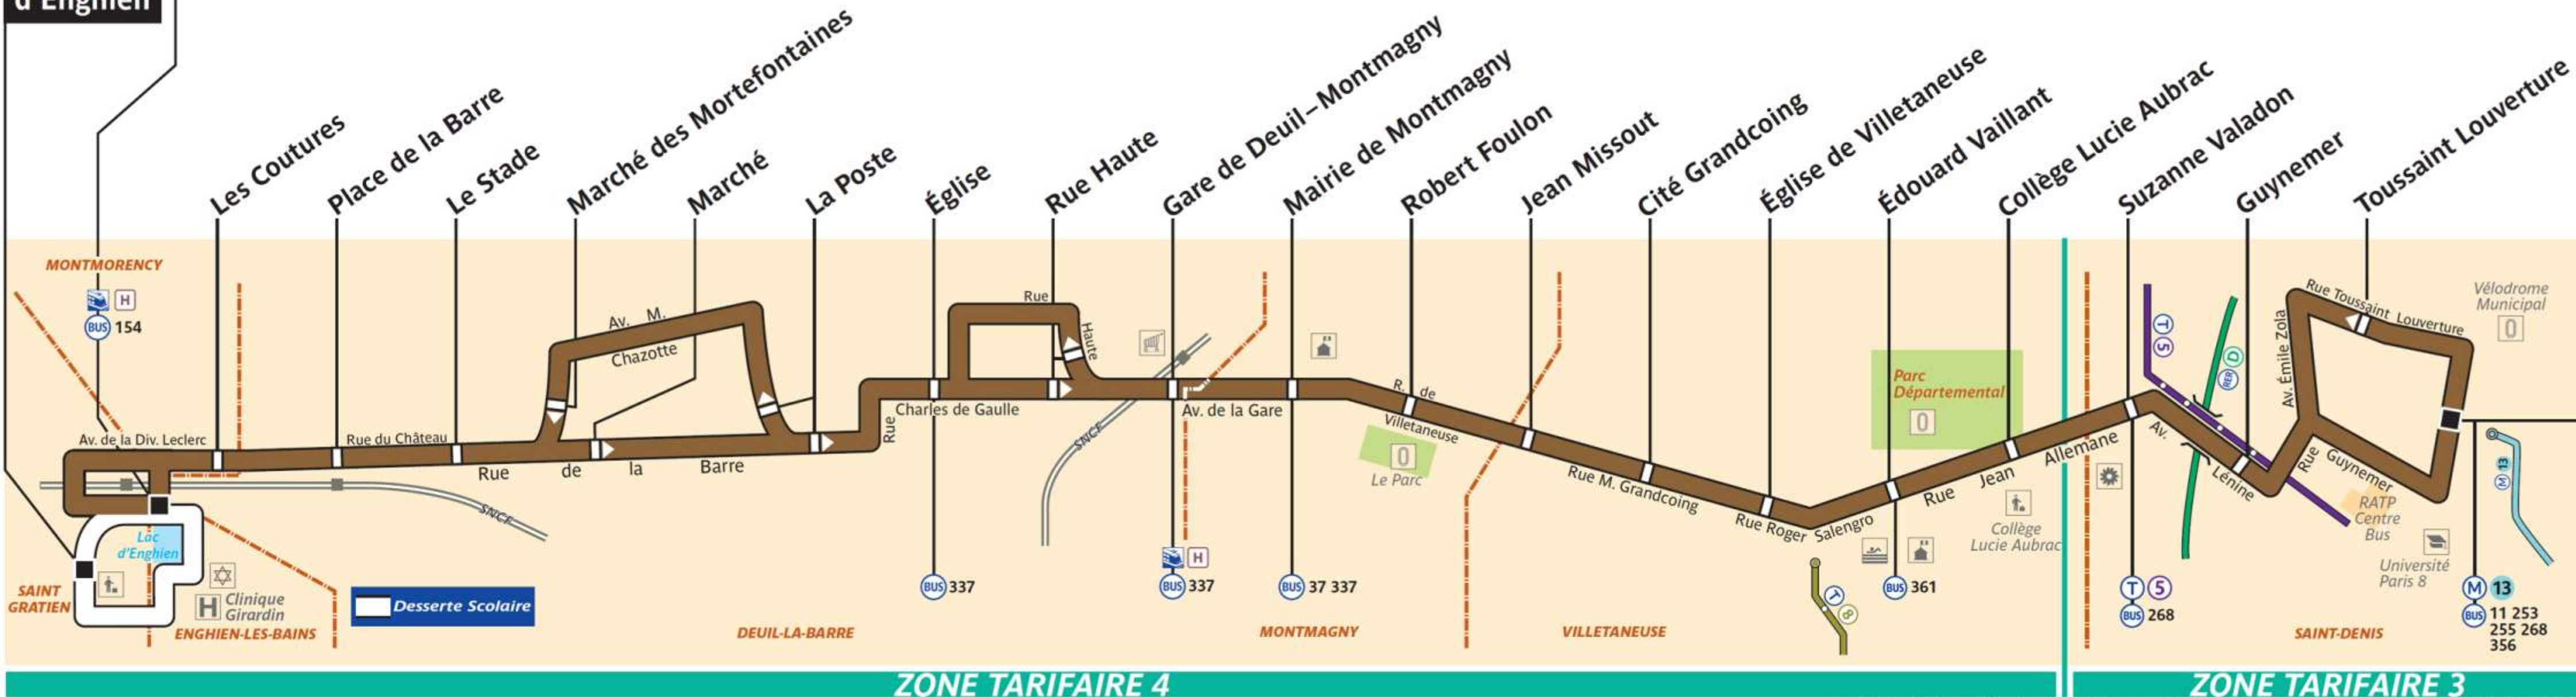 d'Enghien
Les Coutures
Place de la Barre
Le Stade
Marché des Mortefontaines
Marché
La Poste
Église
Rue Haute
Gare de Deuil–Montmagny
Mairie de Montmagny
Robert Foulon
Jean Missout
Cité Grandcoing
Église de Villetaneuse
Édouard Vaillant
Collège Lucie Aubrac
Suzanne Valadon
Guynemer
Toussaint Louverture
MONTMORENCY
H
BUS 154
Av. de la Div. Leclerc
Rue du Château
Rue de la Barre
Av. M.
Chazotte
Rue
Charles de Gaulle
Rue
Haute
SNCF
Av. de la Gare
R. de
Villetaneuse
Le Parc
Rue M. Grandcoing
Rue Roger Salengro
Parc
Départemental
Rue Jean Allemane
Collège
Lucie Aubrac
T 5
RER D
Av.
Lénine
Av. Émile Zola
Rue Toussaint Louverture
Rue Guynemer
Vélodrome
Municipal
RATP
Centre
Bus
Université
Paris 8
M 13
SNCF
Lac
d'Enghien
SAINT
GRATIEN
H Clinique
Girardin
ENGHIEN-LES-BAINS
Desserte Scolaire
DEUIL-LA-BARRE
BUS 337
H
BUS 337
BUS 37 337
MONTMAGNY
VILLETANEUSE
T 8
BUS 361
T 5
BUS 268
SAINT-DENIS
M 13
BUS 11 253
255 268
356
ZONE TARIFAIRE 4
ZONE TARIFAIRE 3